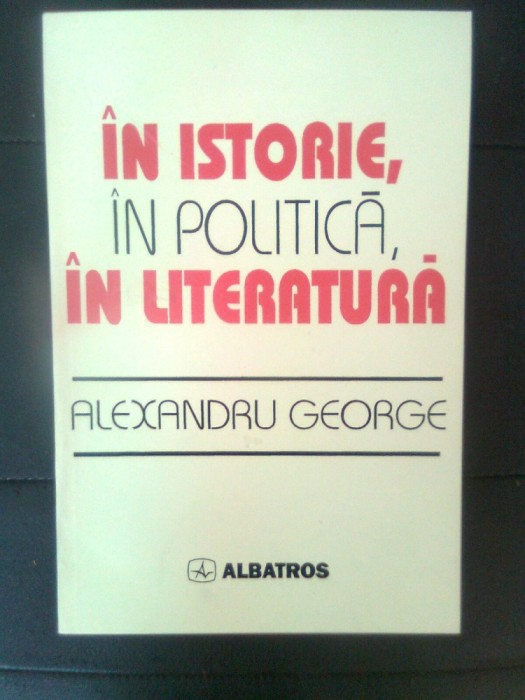 ÎN ISTORIE,
ÎN POLITICĂ,
ÎN LITERATURĂ
ALEXANDRU GEORGE
ALBATROS